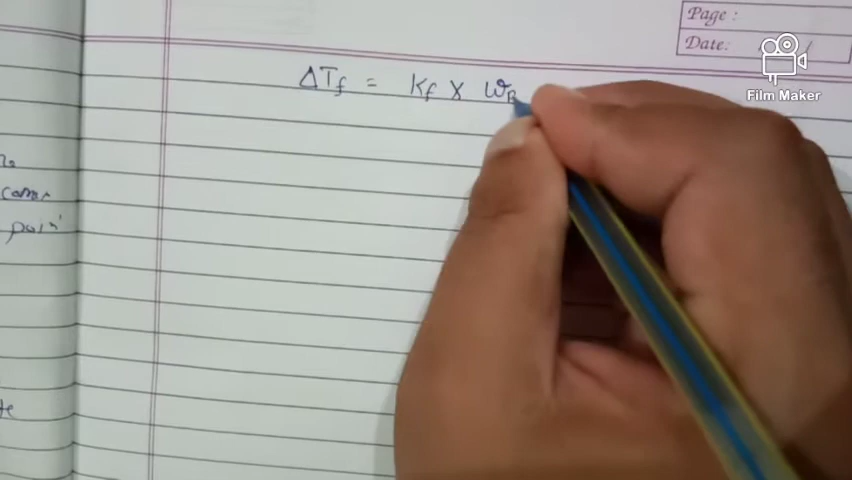 Page :
Date: /
Film Maker
ΔTf = Kf x WB